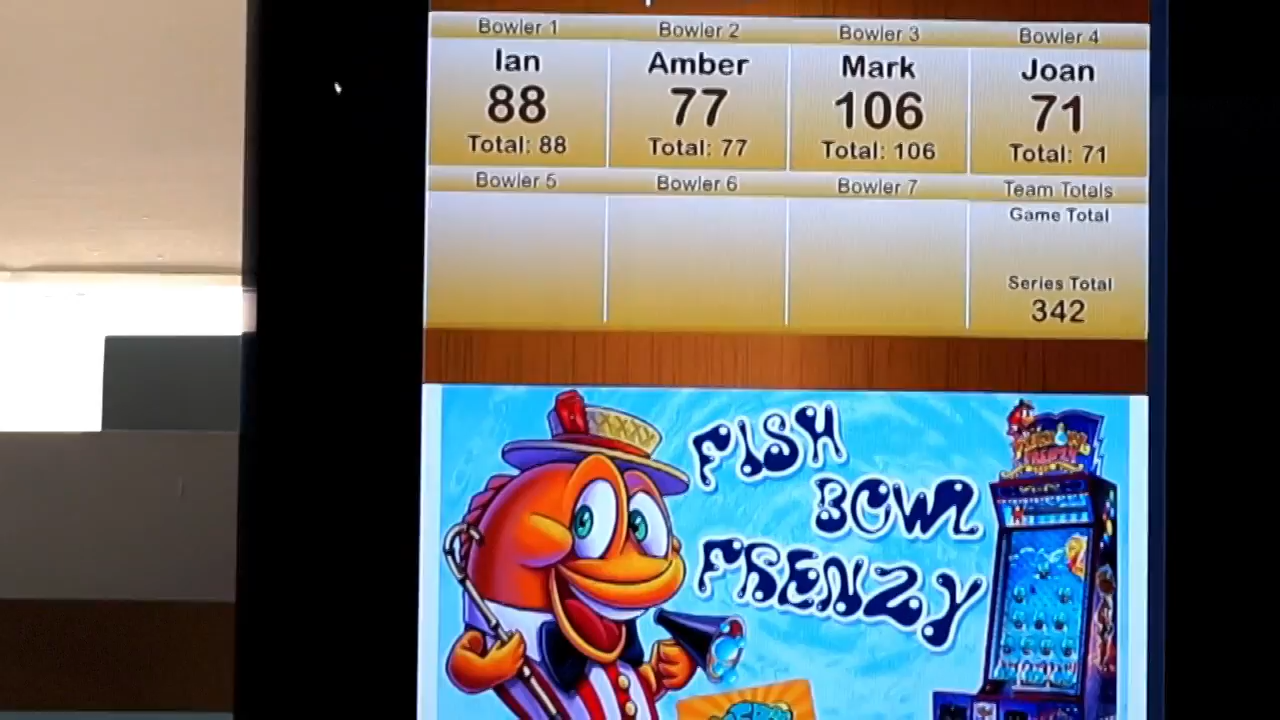 Bowler 1 Bowler 2 Bowler 3 Bowler 4
Ian Amber Mark Joan
88 77 106 71
Total: 88 Total: 77 Total: 106 Total: 71
Bowler 5 Bowler 6 Bowler 7 Team Totals
Game Total
Series Total
342
FISH
BOWL
FRENZY